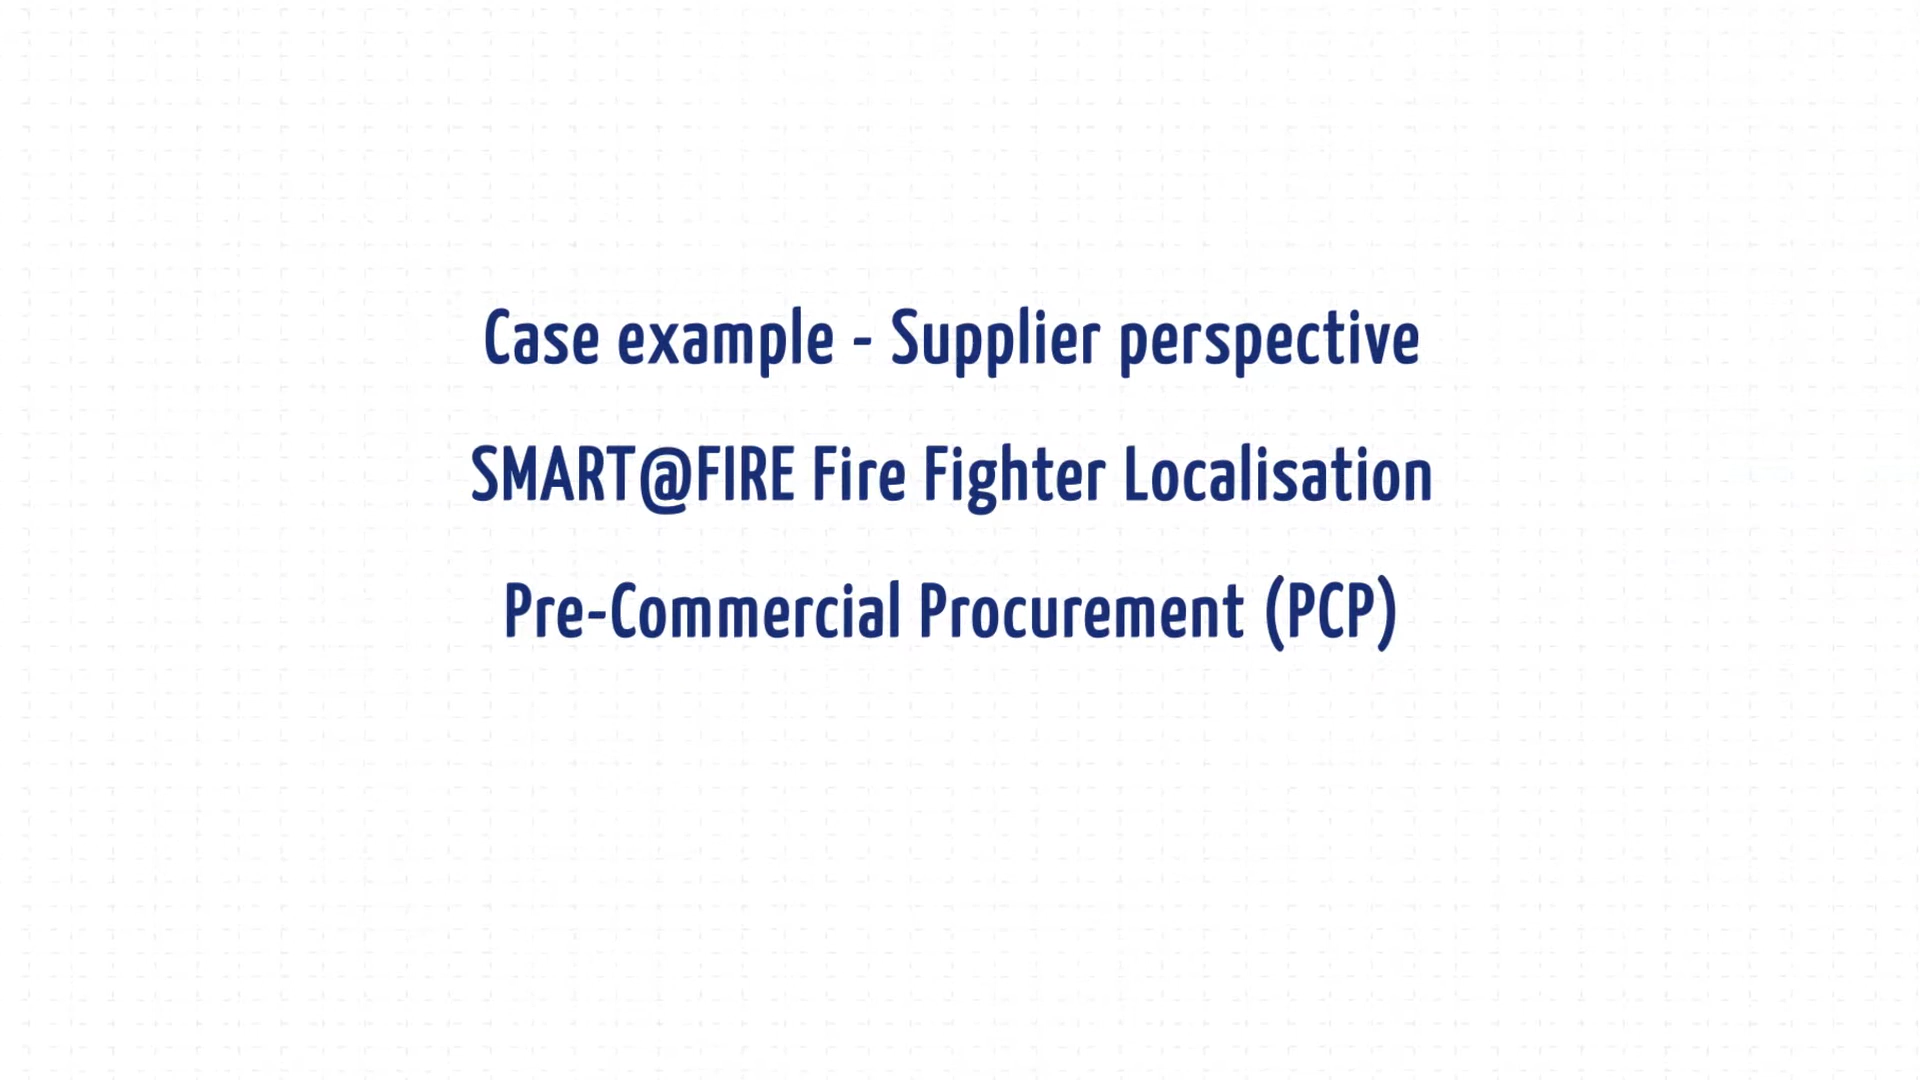 Case example - Supplier perspective
SMART@FIRE Fire Fighter Localisation
Pre-Commercial Procurement (PCP)